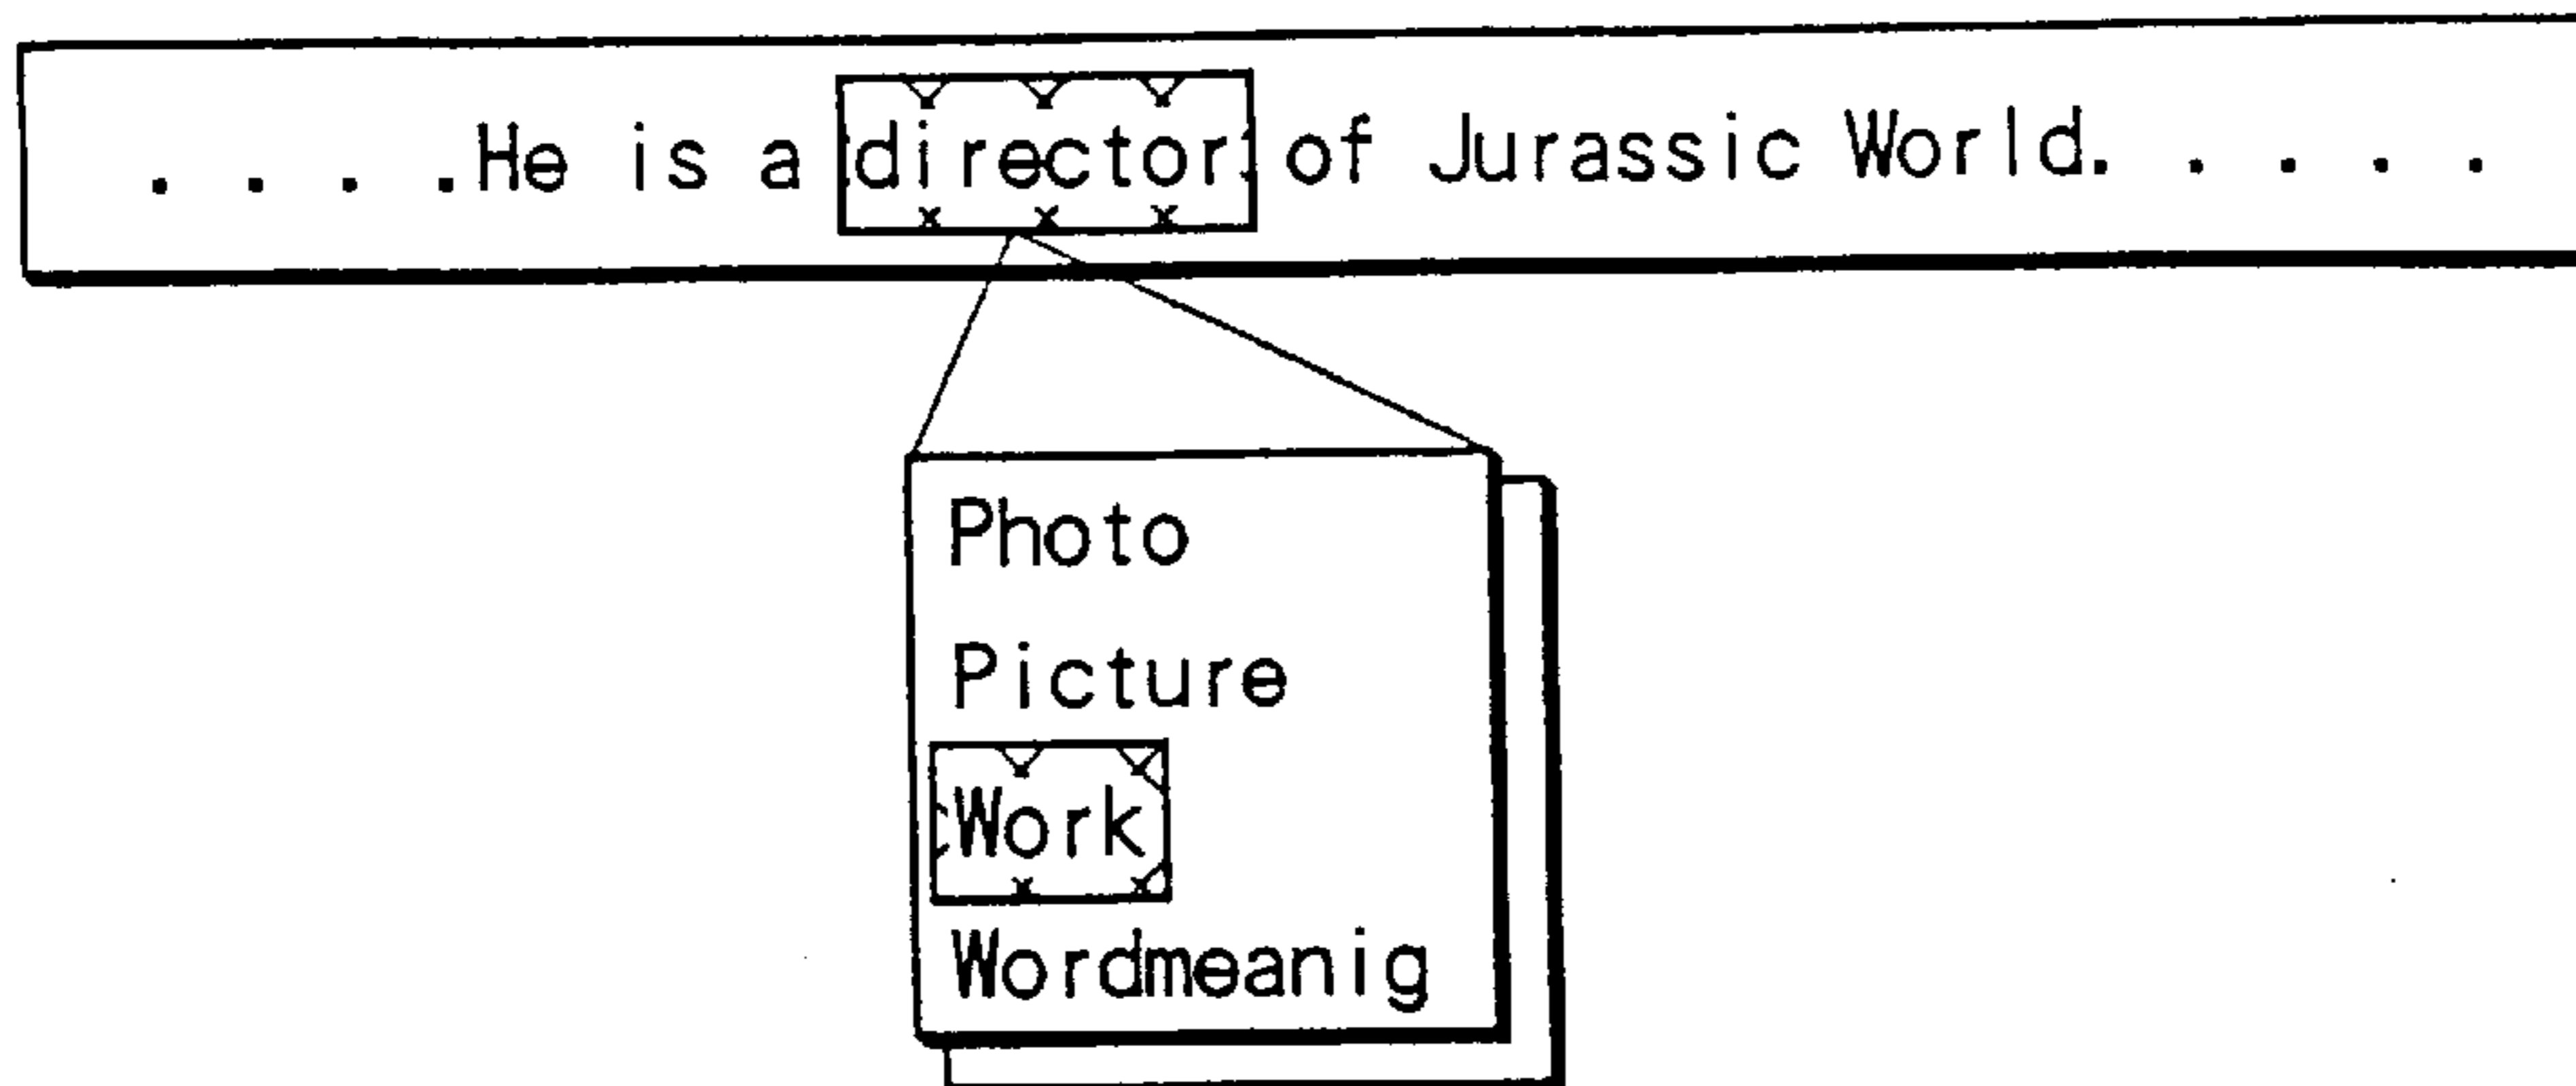 . . . .He is a director of Jurassic World. . . . .
Photo
Picture
Work
Wordmeanig